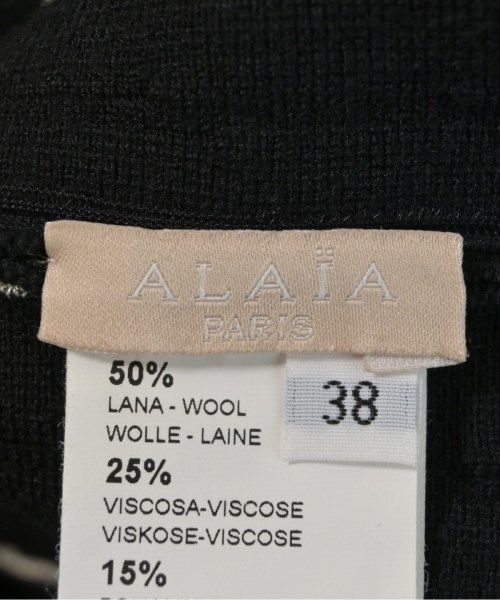 ALAÏA
PARIS
38
50%
LANA - WOOL
WOLLE - LAINE
25%
VISCOSA-VISCOSE
VISKOSE-VISCOSE
15%